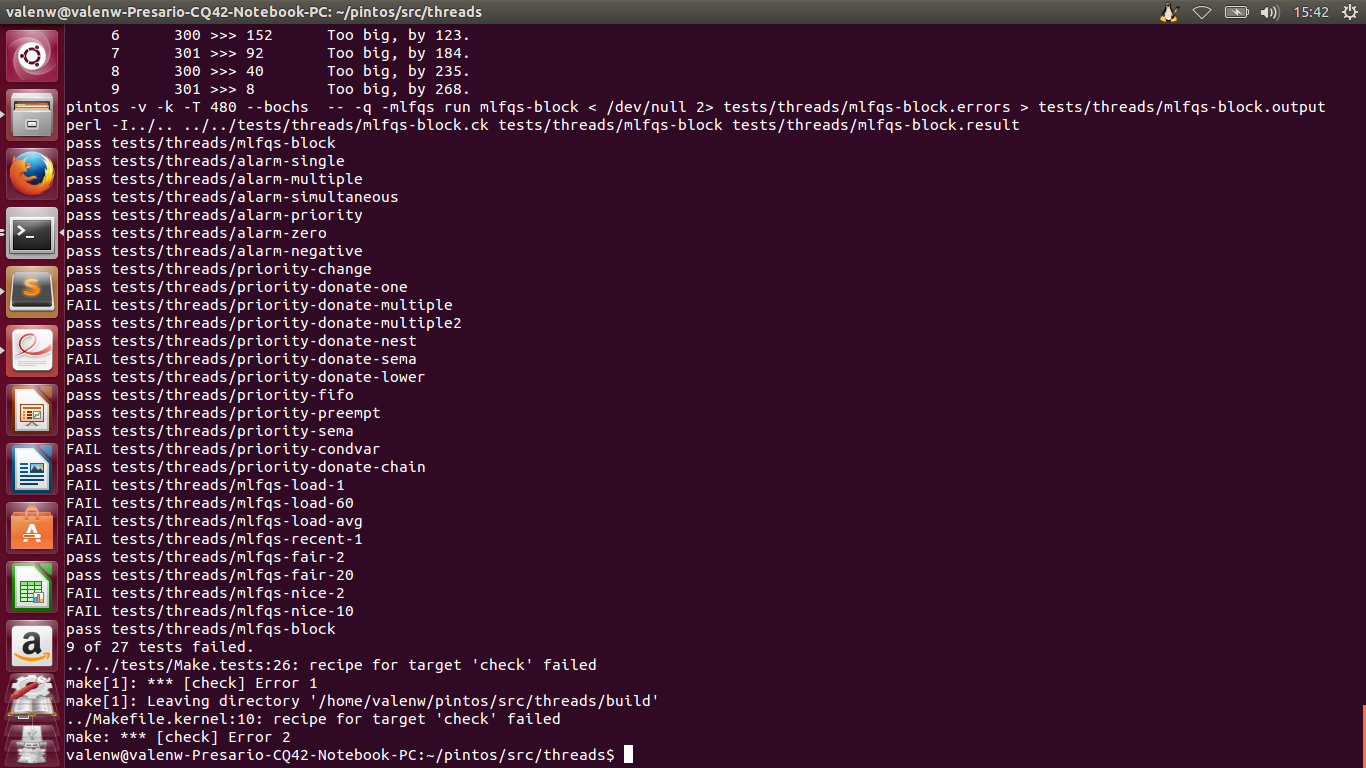 valenw@valenw-Presario-CQ42-Notebook-PC: ~/pintos/src/threads 15:42
6 300 >>> 152 Too big, by 123.
7 301 >>> 92 Too big, by 184.
8 300 >>> 40 Too big, by 235.
9 301 >>> 8 Too big, by 268.
pintos -v -k -T 480 --bochs  -- -q -mlfqs run mlfqs-block < /dev/null 2> tests/threads/mlfqs-block.errors > tests/threads/mlfqs-block.output
perl -I../.. ../../tests/threads/mlfqs-block.ck tests/threads/mlfqs-block tests/threads/mlfqs-block.result
pass tests/threads/mlfqs-block
pass tests/threads/alarm-single
pass tests/threads/alarm-multiple
pass tests/threads/alarm-simultaneous
pass tests/threads/alarm-priority
pass tests/threads/alarm-zero
pass tests/threads/alarm-negative
pass tests/threads/priority-change
pass tests/threads/priority-donate-one
FAIL tests/threads/priority-donate-multiple
pass tests/threads/priority-donate-multiple2
pass tests/threads/priority-donate-nest
FAIL tests/threads/priority-donate-sema
pass tests/threads/priority-donate-lower
pass tests/threads/priority-fifo
pass tests/threads/priority-preempt
pass tests/threads/priority-sema
FAIL tests/threads/priority-condvar
pass tests/threads/priority-donate-chain
FAIL tests/threads/mlfqs-load-1
FAIL tests/threads/mlfqs-load-60
FAIL tests/threads/mlfqs-load-avg
FAIL tests/threads/mlfqs-recent-1
pass tests/threads/mlfqs-fair-2
pass tests/threads/mlfqs-fair-20
FAIL tests/threads/mlfqs-nice-2
FAIL tests/threads/mlfqs-nice-10
pass tests/threads/mlfqs-block
9 of 27 tests failed.
../../tests/Make.tests:26: recipe for target 'check' failed
make[1]: *** [check] Error 1
make[1]: Leaving directory '/home/valenw/pintos/src/threads/build'
../Makefile.kernel:10: recipe for target 'check' failed
make: *** [check] Error 2
valenw@valenw-Presario-CQ42-Notebook-PC:~/pintos/src/threads$